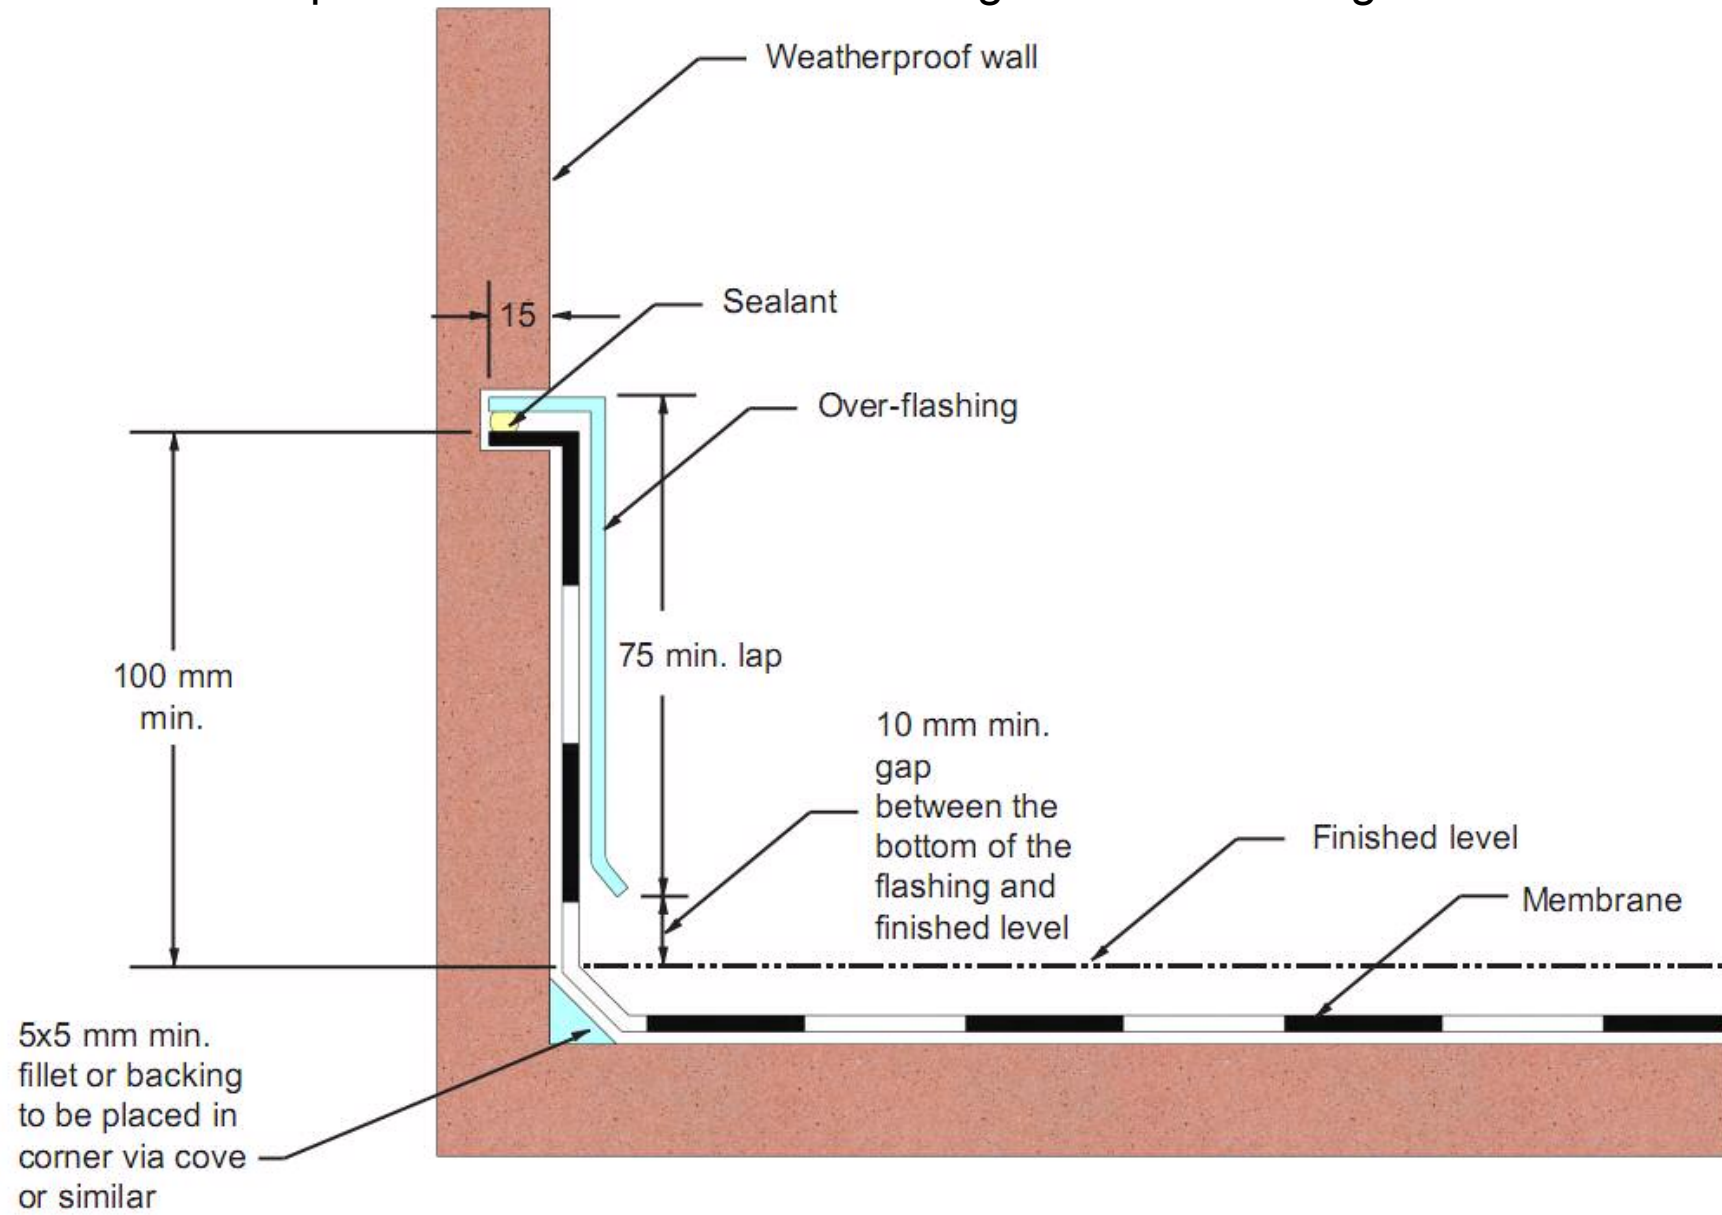 Weatherproof wall
15
Sealant
Over-flashing
100 mm
min.
75 min. lap
10 mm min.
gap
between the
bottom of the
flashing and
finished level
Finished level
Membrane
5x5 mm min.
fillet or backing
to be placed in
corner via cove
or similar